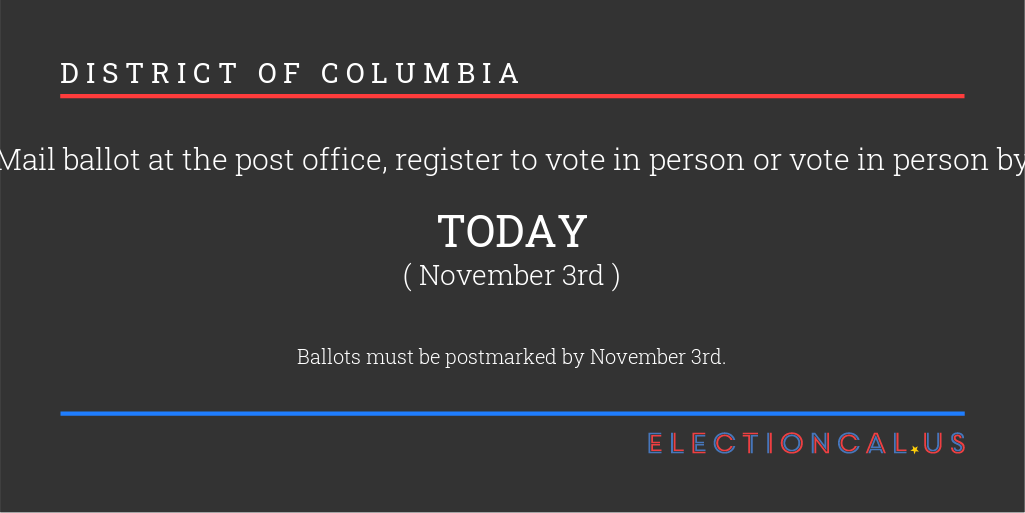 DISTRICT OF COLUMBIA
Mail ballot at the post office, register to vote in person or vote in person by
TODAY
( November 3rd )
Ballots must be postmarked by November 3rd.
ELECTIONCAL.US